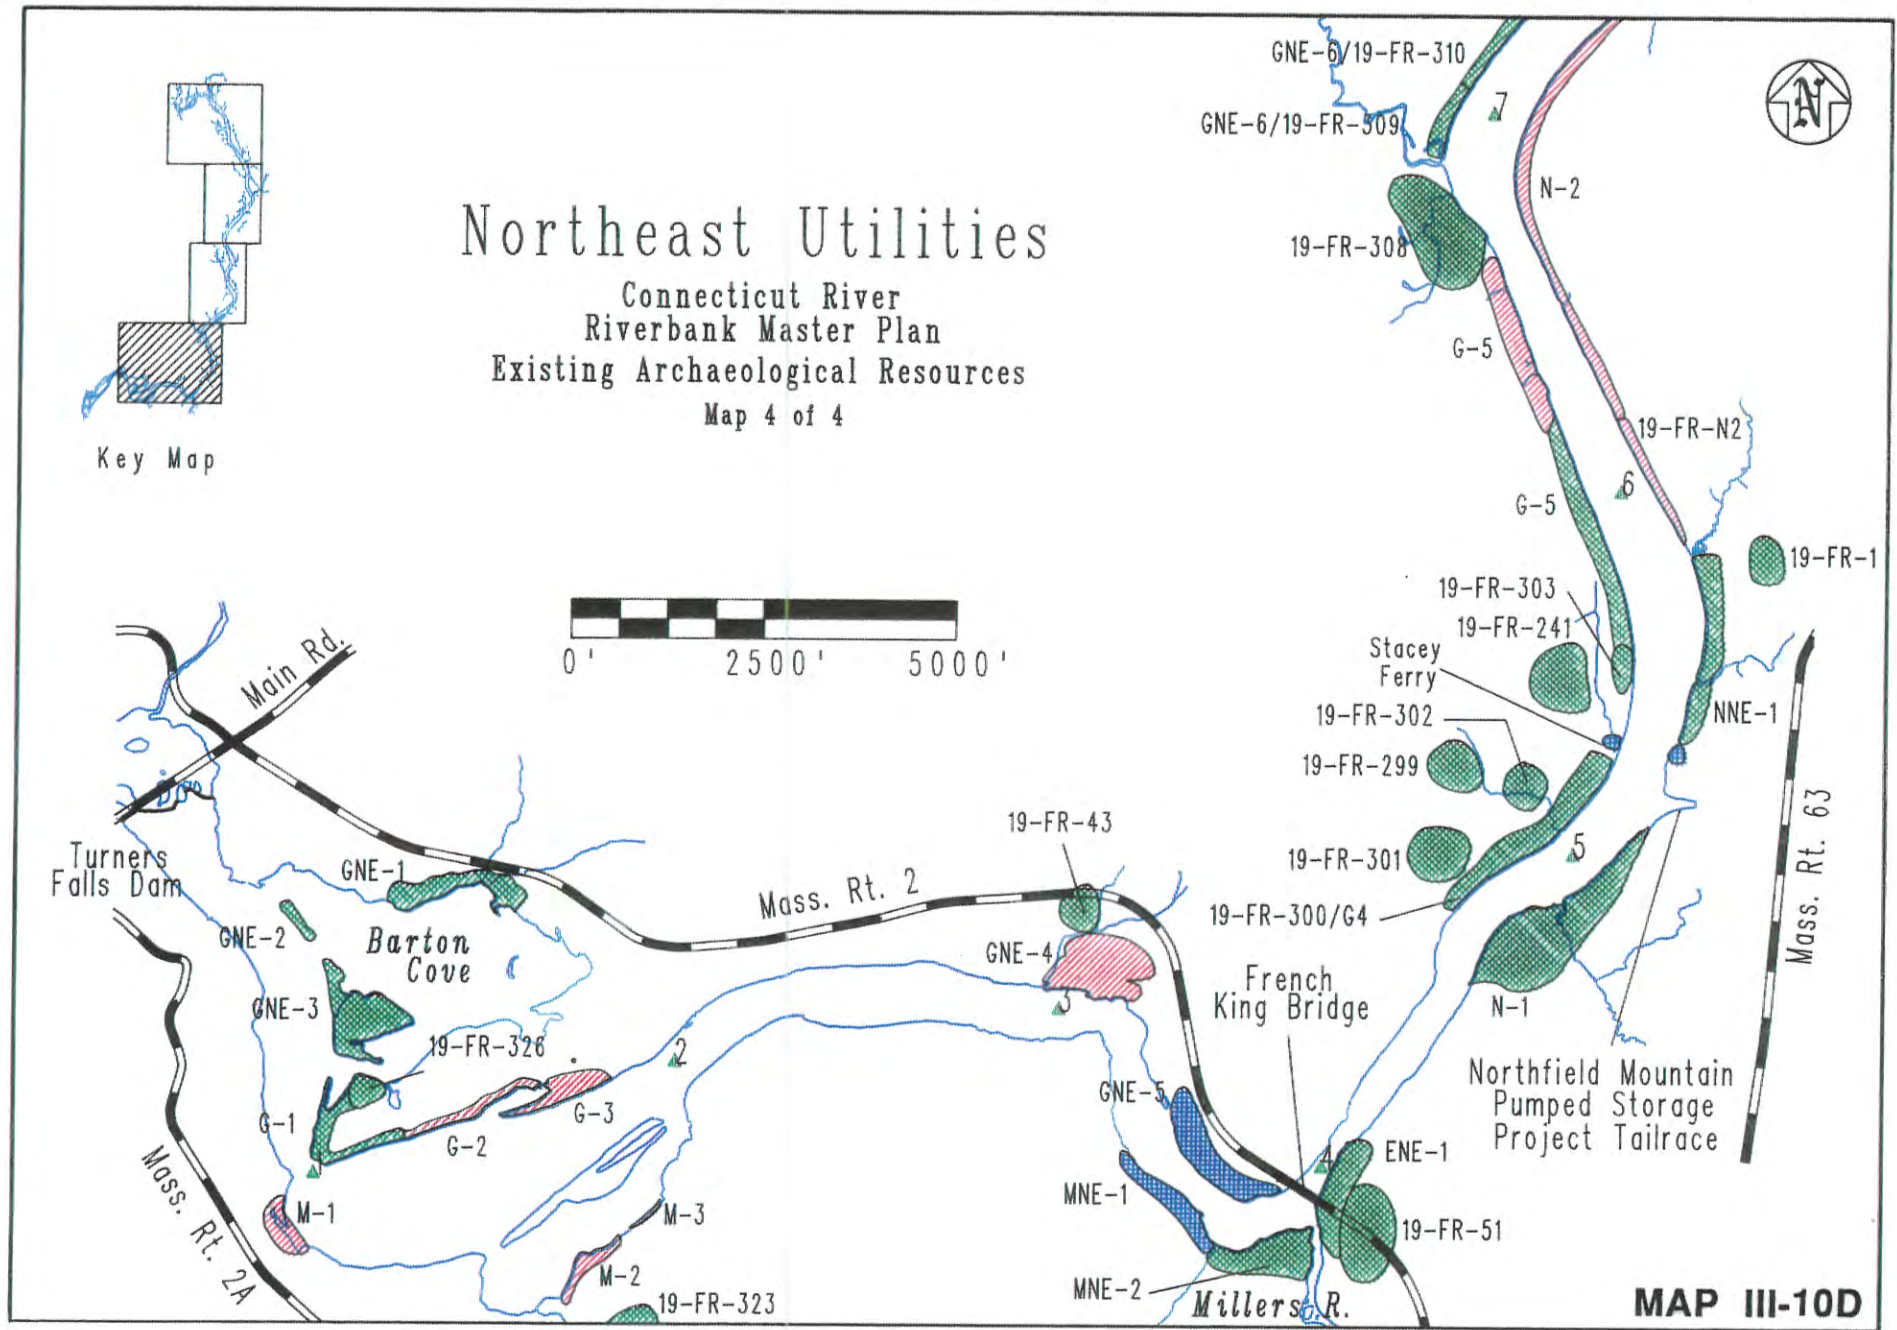 GNE-6/19-FR-310
7
N
GNE-6/19-FR-309
N-2
Northeast Utilities
19-FR-308
Connecticut River
Riverbank Master Plan
Existing Archaeological Resources
Map 4 of 4
G-5
Key Map
19-FR-N2
6
G-5
19-FR-1
19-FR-303
19-FR-241
Stacey
Ferry
0' 2500' 5000'
Main Rd.
19-FR-302
NNE-1
19-FR-299
19-FR-43
5
19-FR-301
Mass. Rt. 63
Turners
Falls Dam
GNE-1
Mass. Rt. 2
19-FR-300/G4
GNE-2
Barton
Cove
GNE-4
French
King Bridge
3
N-1
GNE-3
19-FR-326
2
Northfield Mountain
Pumped Storage
Project Tailrace
GNE-5
G-1
G-3
G-2
1
4
ENE-1
Mass. Rt. 2A
MNE-1
M-1
M-3
19-FR-51
M-2
MNE-2
19-FR-323
Millers R.
MAP III-10D